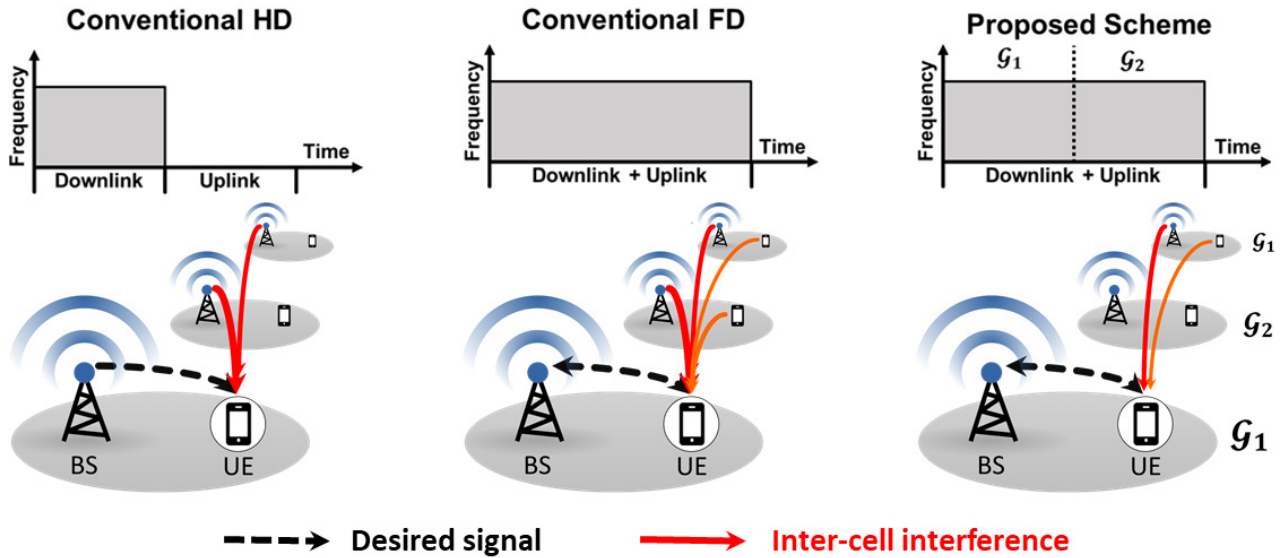 Conventional HD
Frequency
Time
Downlink
Uplink
BS
UE
Conventional FD
Frequency
Time
Downlink + Uplink
BS
UE
Proposed Scheme
𝒢₁
𝒢₂
Frequency
Time
Downlink + Uplink
𝒢₁
𝒢₂
𝒢₁
BS
UE
Desired signal
Inter-cell interference